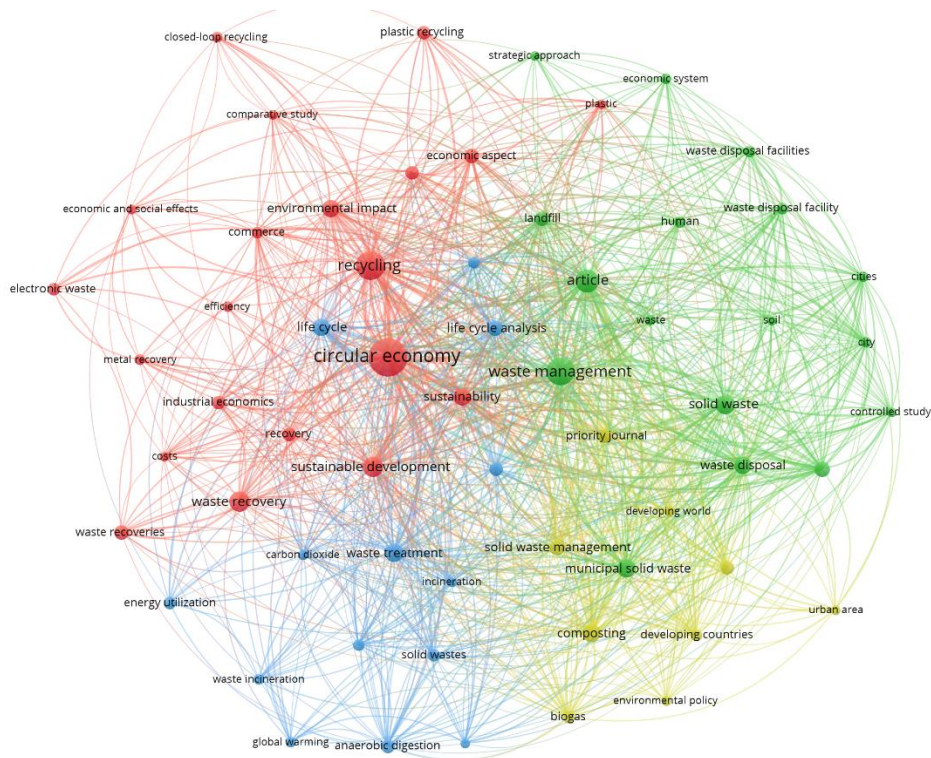 closed-loop recycling
plastic recycling
strategic approach
economic system
comparative study
plastic
economic aspect
waste disposal facilities
economic and social effects
environmental impact
landfill
human
waste disposal facility
commerce
recycling
article
cities
electronic waste
efficiency
life cycle
life cycle analysis
waste
soil
city
metal recovery
circular economy
waste management
industrial economics
sustainability
solid waste
controlled study
recovery
priority journal
costs
sustainable development
waste disposal
waste recovery
developing world
waste recoveries
carbon dioxide
waste treatment
solid waste management
incineration
municipal solid waste
energy utilization
urban area
composting
developing countries
solid wastes
waste incineration
environmental policy
biogas
global warming
anaerobic digestion